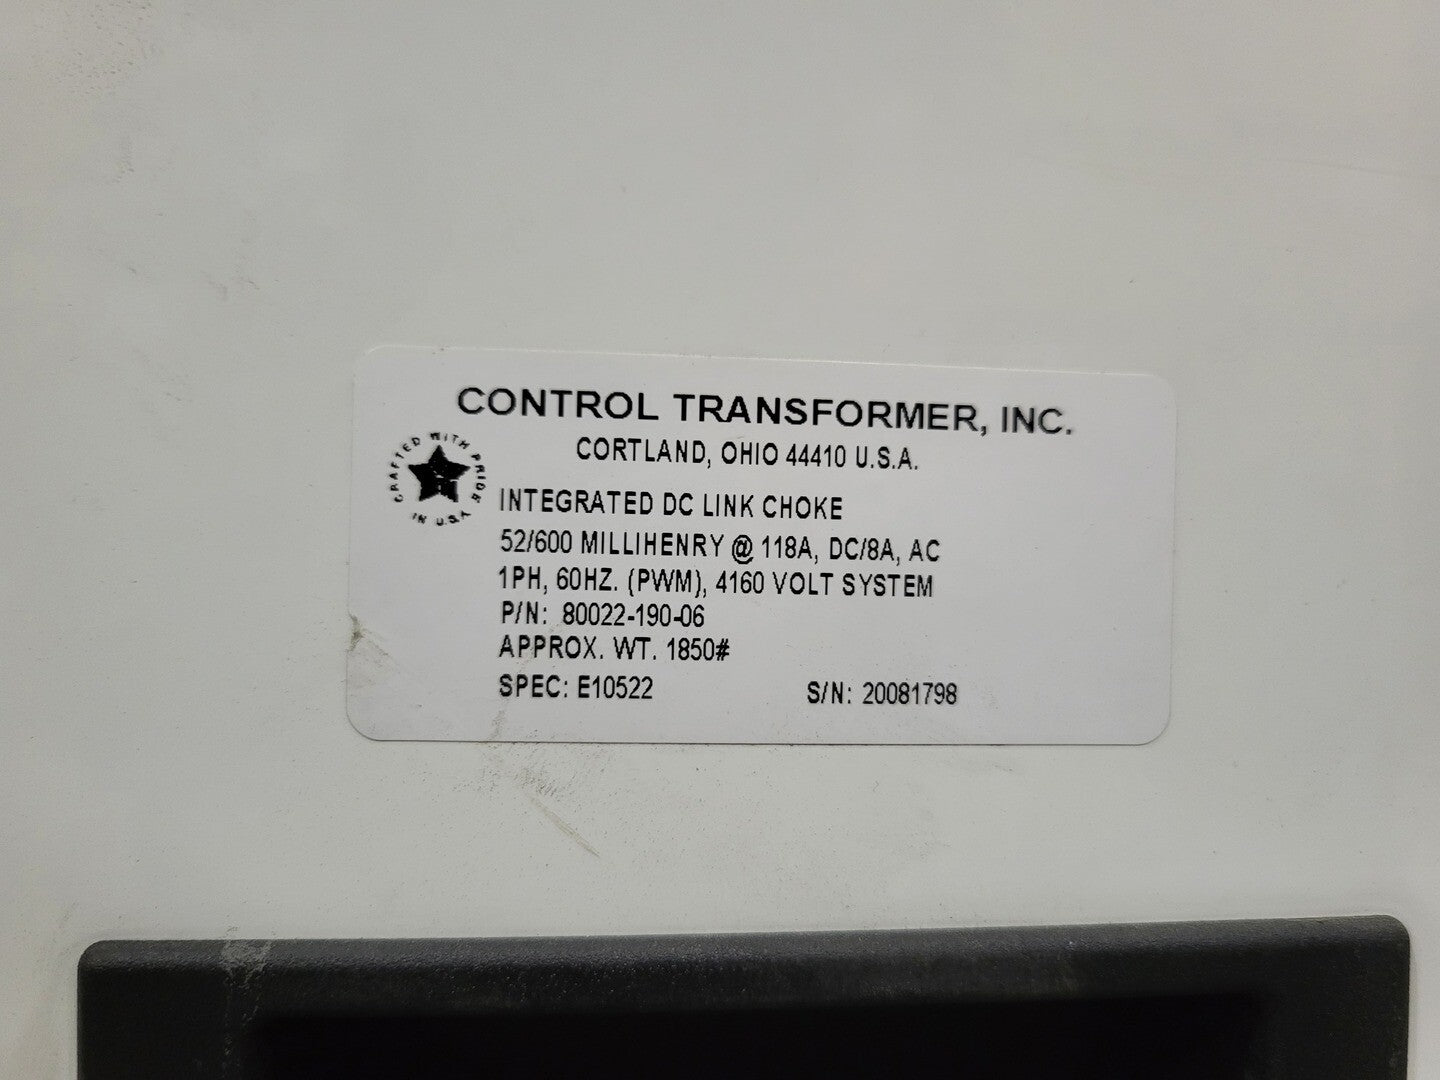 CONTROL TRANSFORMER, INC.
CORTLAND, OHIO 44410 U.S.A.
CRAFTED WITH PRIDE IN U.S.A
INTEGRATED DC LINK CHOKE
52/600 MILLIHENRY @ 118A, DC/8A, AC
1PH, 60HZ. (PWM), 4160 VOLT SYSTEM
P/N: 80022-190-06
APPROX. WT. 1850#
SPEC: E10522 S/N: 20081798